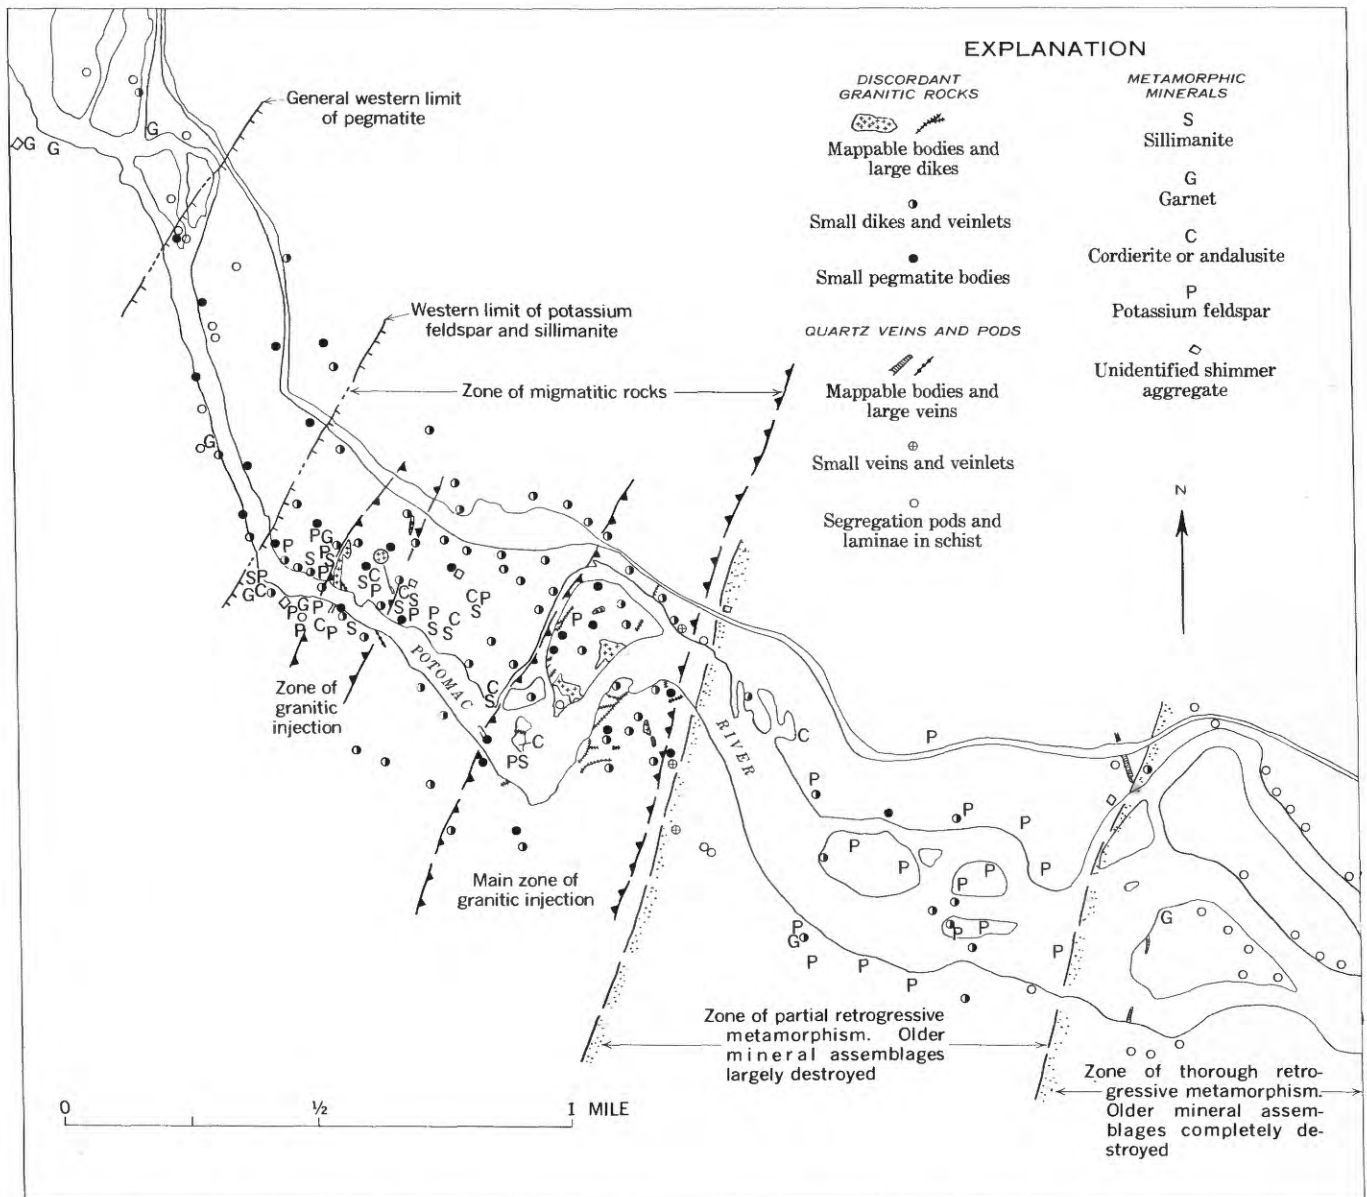 EXPLANATION
DISCORDANT
GRANITIC ROCKS
Mappable bodies and
large dikes
Small dikes and veinlets
Small pegmatite bodies
QUARTZ VEINS AND PODS
Mappable bodies and
large veins
Small veins and veinlets
Segregation pods and
laminae in schist
METAMORPHIC
MINERALS
S
Sillimanite
G
Garnet
C
Cordierite or andalusite
P
Potassium feldspar
Unidentified shimmer
aggregate
N
General western limit
of pegmatite
G
G G
Western limit of potassium
feldspar and sillimanite
Zone of migmatitic rocks
G
P
P G
P
S S
P
S P
G C
P G P
P C P S
C
S P
C
S
S P
P
S S
C
C P
S
P
Zone of
granitic
injection
POTOMAC
C
S
C
PS
RIVER
C
P
P
P
P
P
P
P
P
P
P P
P
G
P
P
P
P
G
Main zone of
granitic injection
Zone of partial retrogressive
metamorphism. Older
mineral assemblages
largely destroyed
Zone of thorough retro-
gressive metamorphism.
Older mineral assem-
blages completely de-
stroyed
0 ½ 1 MILE